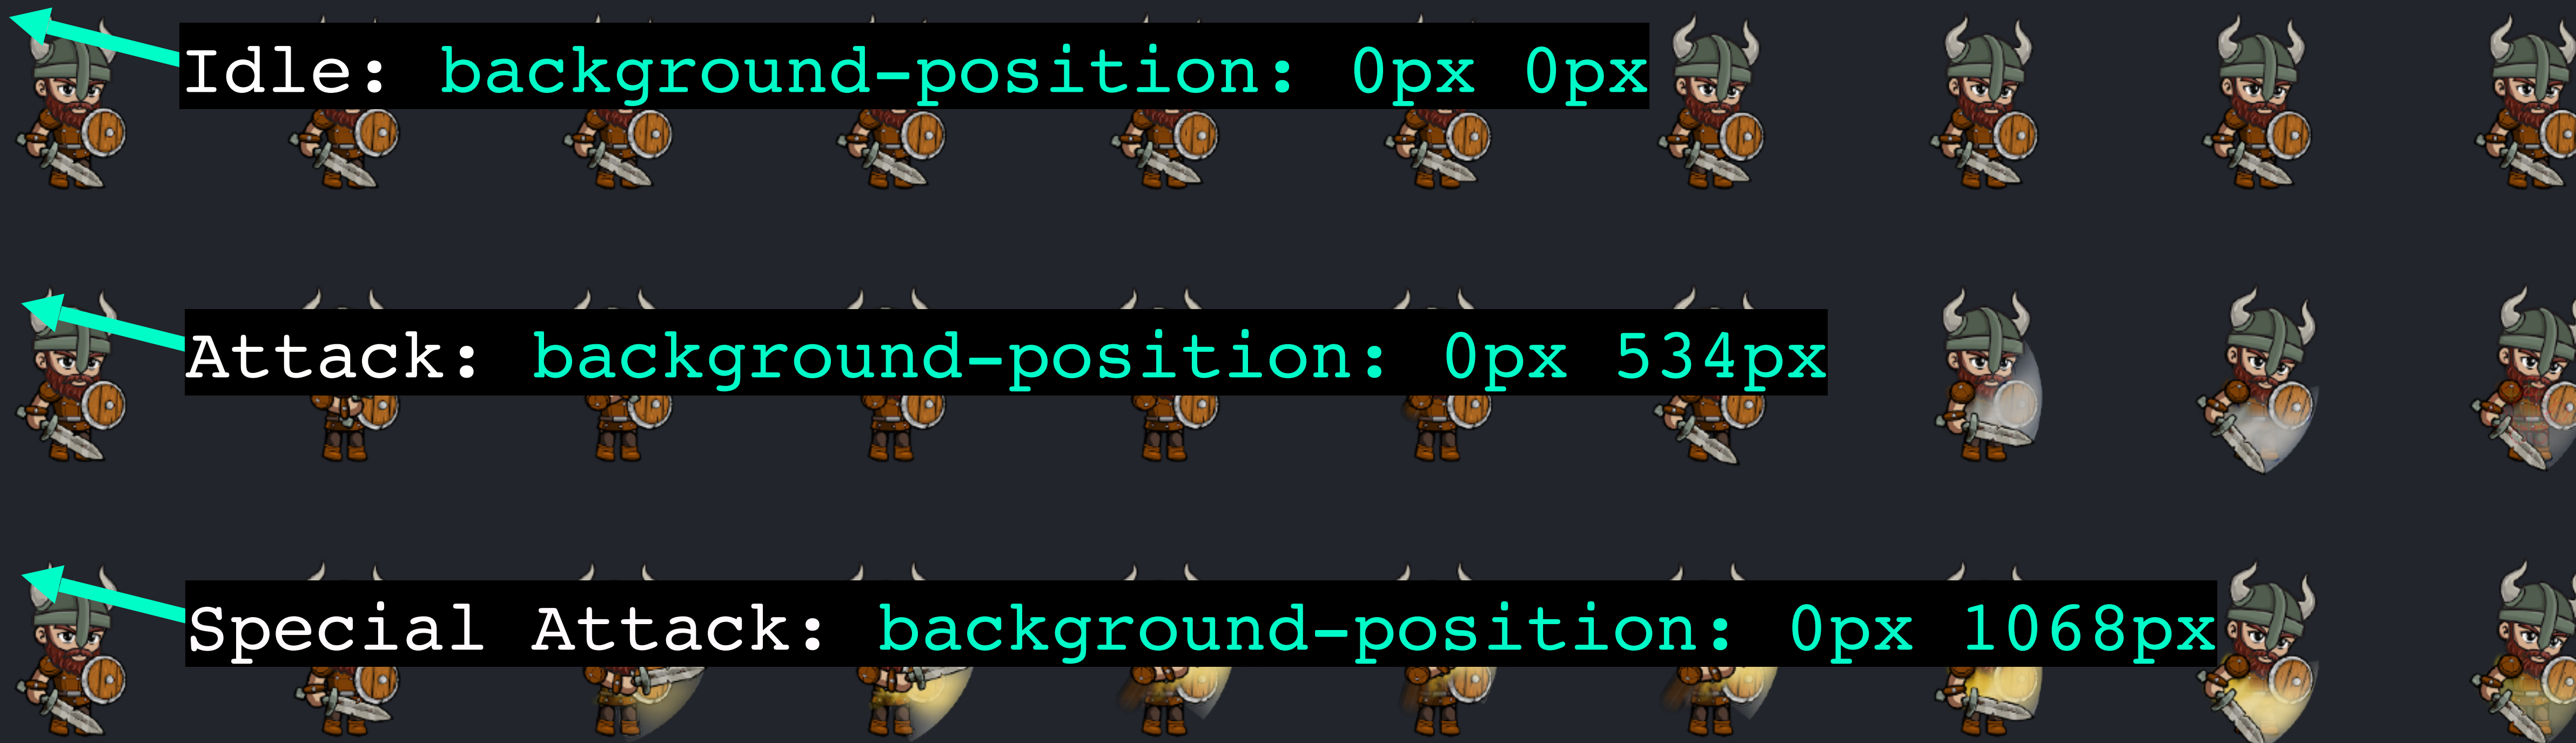 Idle: background-position: 0px 0px
Attack: background-position: 0px 534px
Special Attack: background-position: 0px 1068px